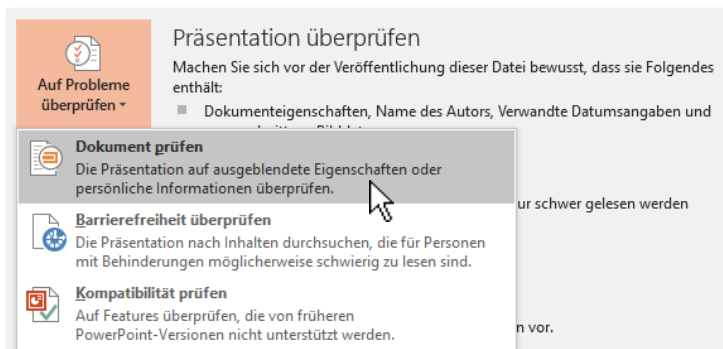 Präsentation überprüfen
Machen Sie sich vor der Veröffentlichung dieser Datei bewusst, dass sie Folgendes
enthält:
Dokumenteigenschaften, Name des Autors, Verwandte Datumsangaben und
Auf Probleme
überprüfen
Dokument prüfen
Die Präsentation auf ausgeblendete Eigenschaften oder
persönliche Informationen überprüfen.
ur schwer gelesen werden
Barrierefreiheit überprüfen
Die Präsentation nach Inhalten durchsuchen, die für Personen
mit Behinderungen möglicherweise schwierig zu lesen sind.
Kompatibilität prüfen
Auf Features überprüfen, die von früheren
PowerPoint-Versionen nicht unterstützt werden.
n vor.